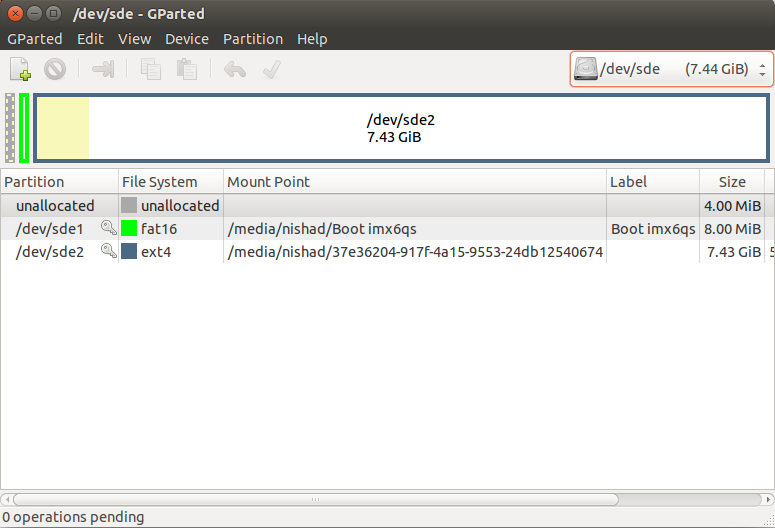 /dev/sde - GParted
GParted Edit View Device Partition Help
/dev/sde (7.44 GiB)
/dev/sde2
7.43 GiB
Partition File System Mount Point Label Size
unallocated unallocated 4.00 MiB
/dev/sde1 fat16 /media/nishad/Boot imx6qs Boot imx6qs 8.00 MiB
/dev/sde2 ext4 /media/nishad/37e36204-917f-4a15-9553-24db12540674 7.43 GiB
0 operations pending